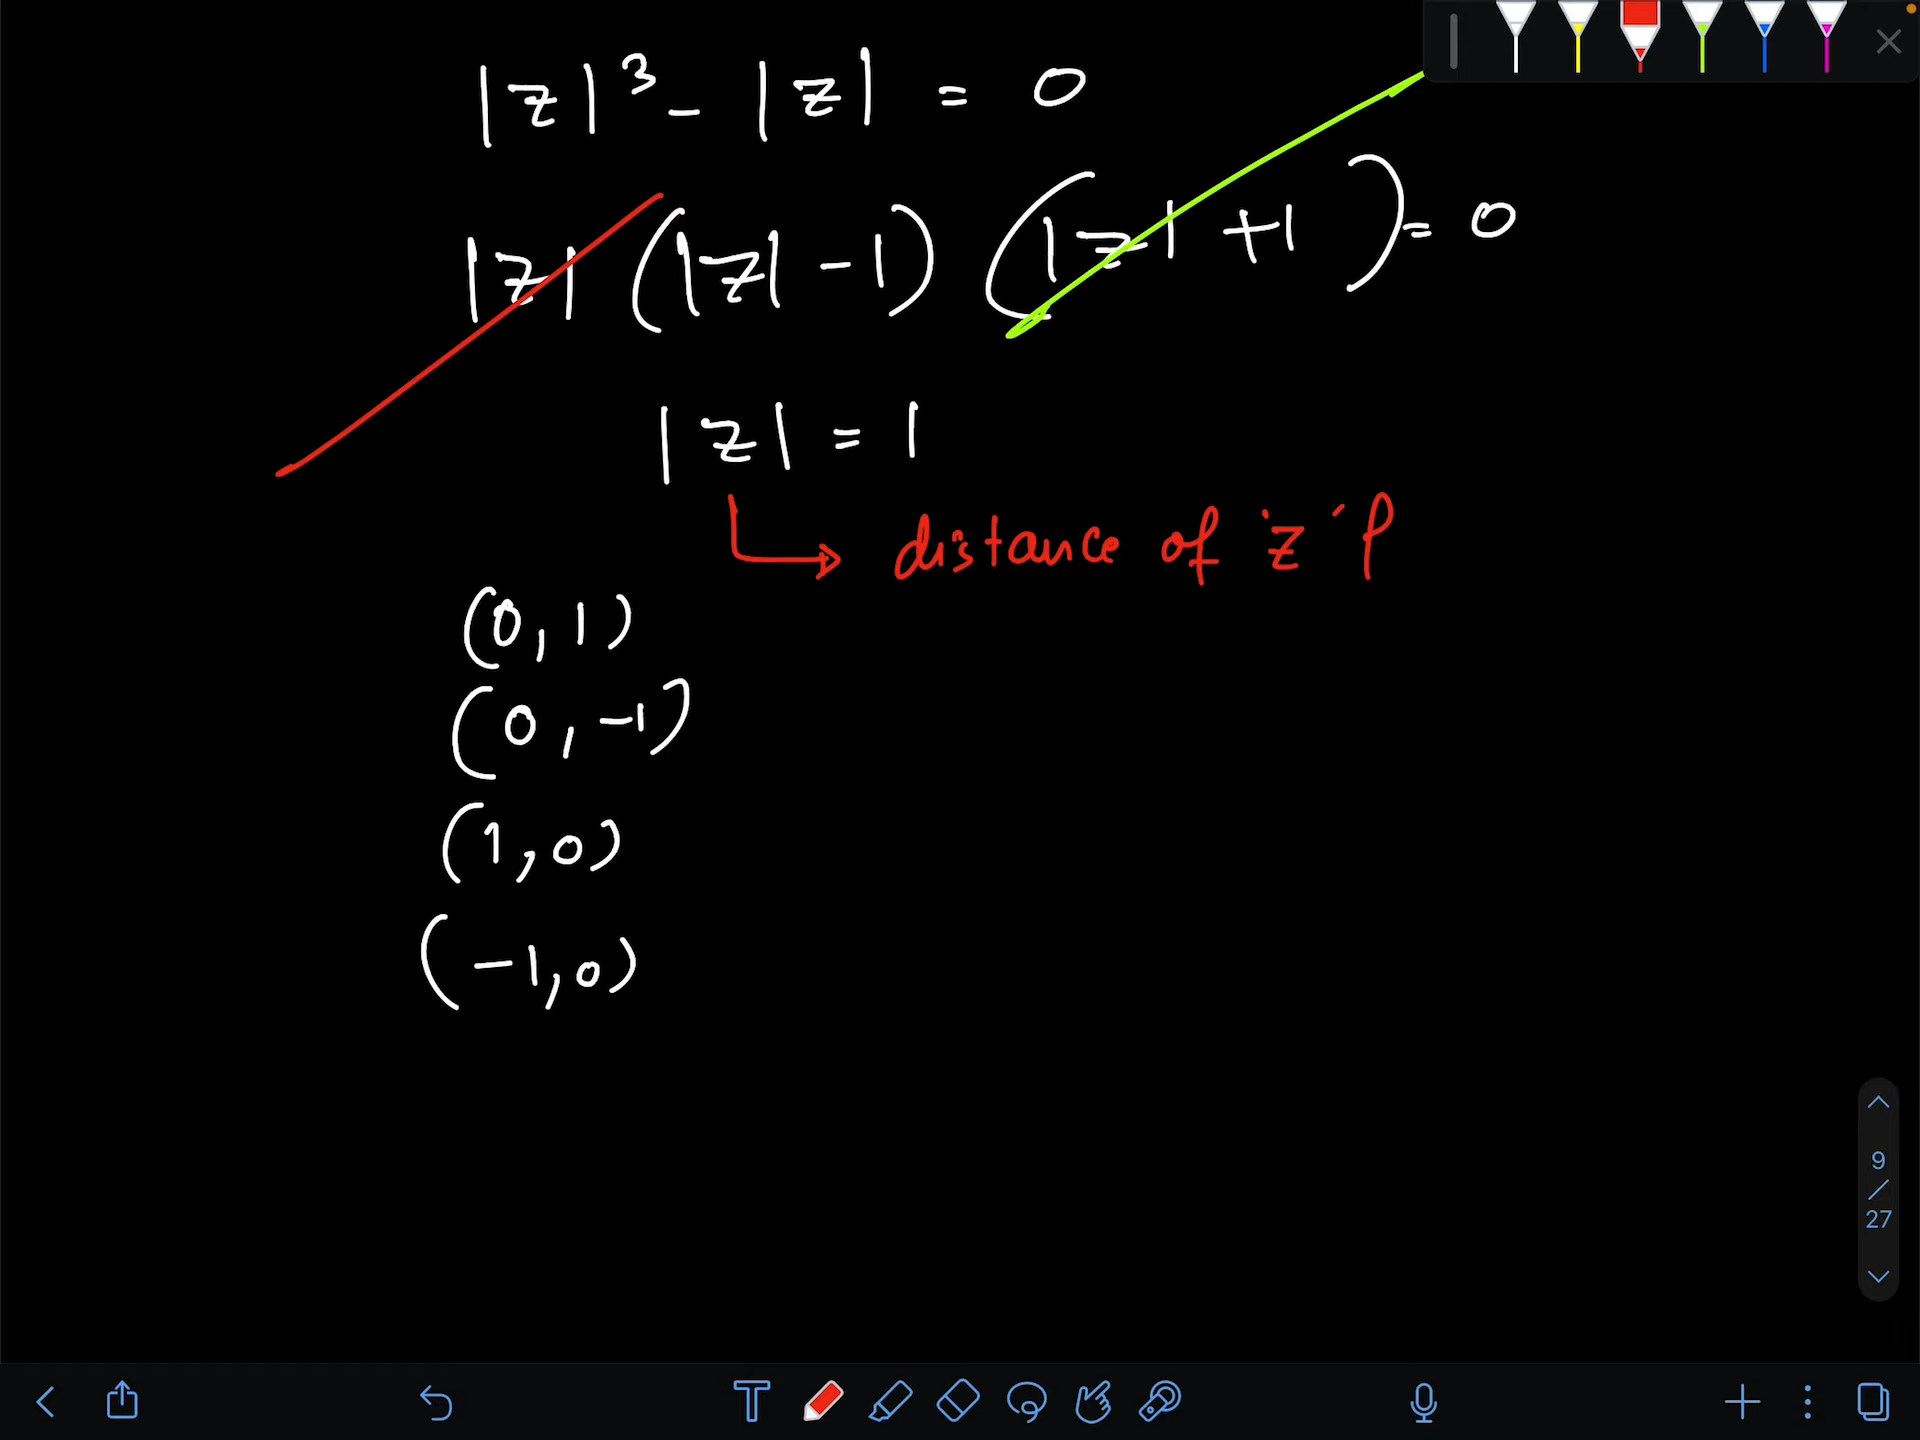 |z|³ - |z| = 0
|z| (|z| - 1) (|z| + 1) = 0
|z| = 1
distance of 'z' f
(0, 1)
(0, -1)
(1, 0)
(-1, 0)
9
/
27
T